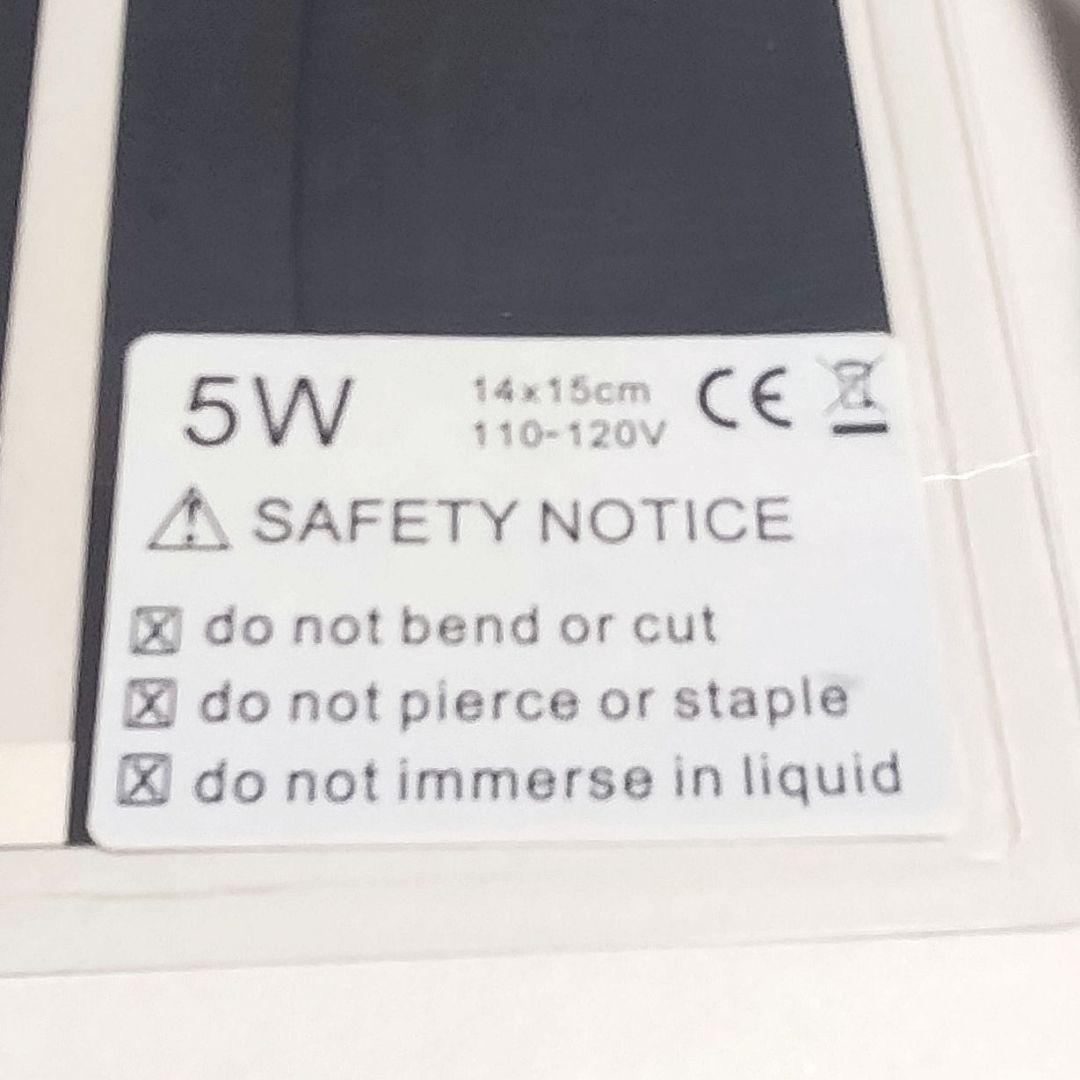 5W
14x15cm
110-120V
CE
SAFETY NOTICE
do not bend or cut
do not pierce or staple
do not immerse in liquid